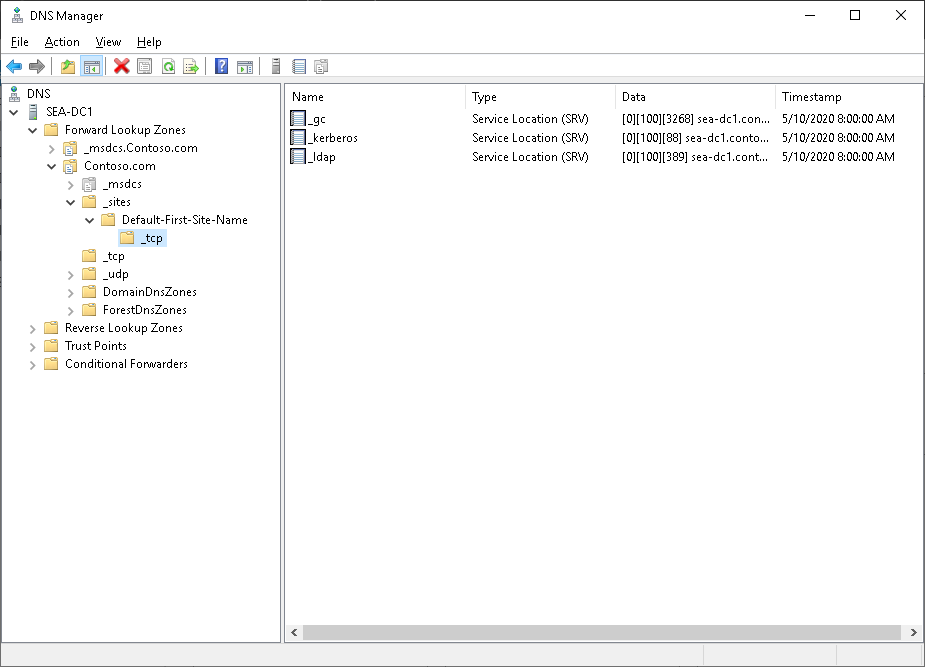 DNS Manager
File Action View Help
DNS
SEA-DC1
Forward Lookup Zones
_msdcs.Contoso.com
Contoso.com
_msdcs
_sites
Default-First-Site-Name
_tcp
_tcp
_udp
DomainDnsZones
ForestDnsZones
Reverse Lookup Zones
Trust Points
Conditional Forwarders
Name Type Data Timestamp
_gc Service Location (SRV) [0][100][3268] sea-dc1.con... 5/10/2020 8:00:00 AM
_kerberos Service Location (SRV) [0][100][88] sea-dc1.conto... 5/10/2020 8:00:00 AM
_ldap Service Location (SRV) [0][100][389] sea-dc1.cont... 5/10/2020 8:00:00 AM